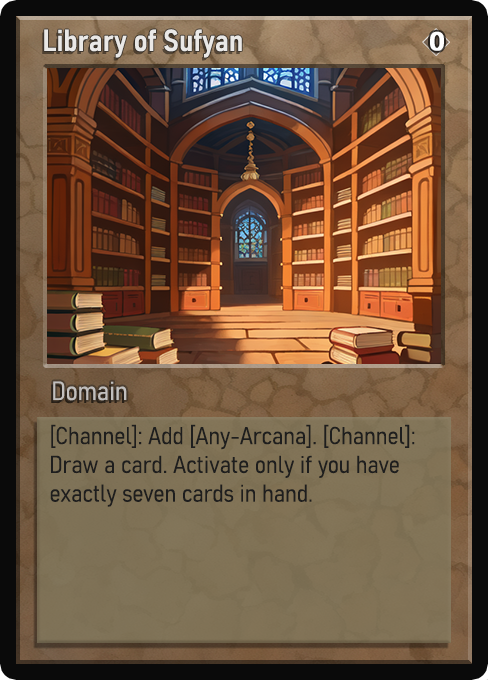 Library of Sufyan
0
Domain
[Channel]: Add [Any-Arcana]. [Channel]:
Draw a card. Activate only if you have
exactly seven cards in hand.